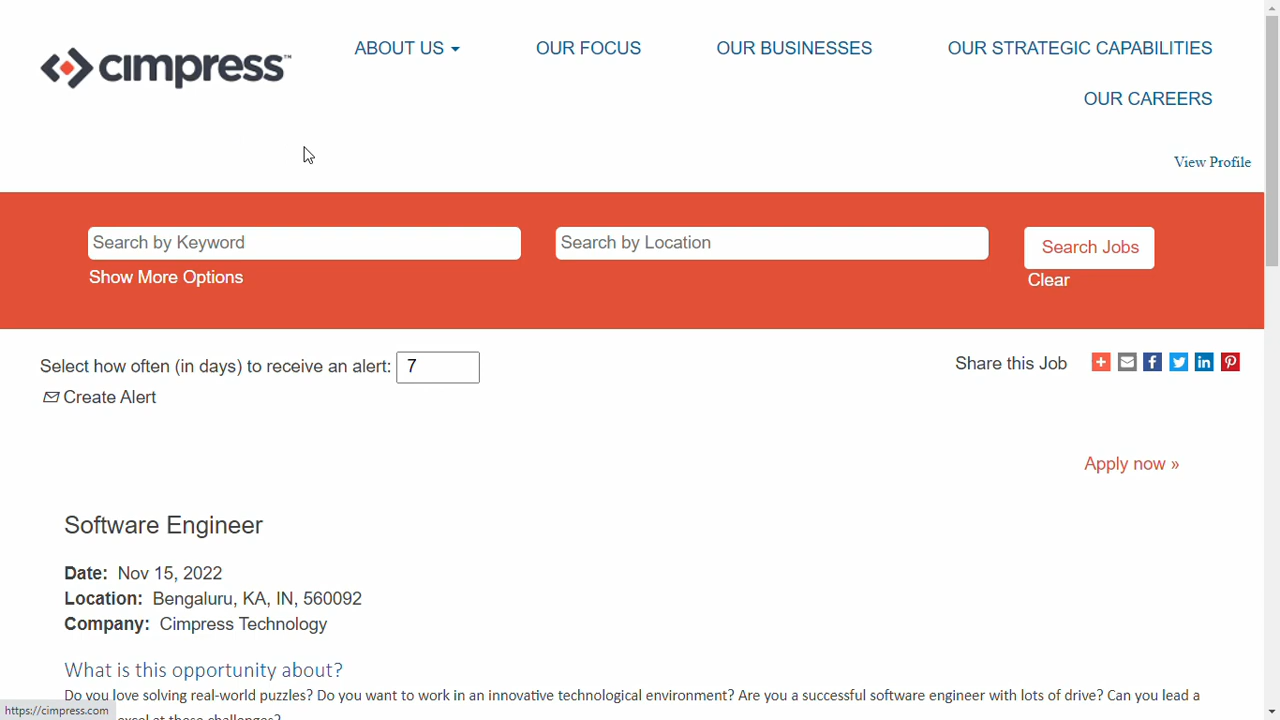 cimpress™
ABOUT US
OUR FOCUS
OUR BUSINESSES
OUR STRATEGIC CAPABILITIES
OUR CAREERS
View Profile
Search by Keyword
Search by Location
Search Jobs
Show More Options
Clear
Select how often (in days) to receive an alert: 7
Share this Job
Create Alert
Apply now »
Software Engineer
Date: Nov 15, 2022
Location: Bengaluru, KA, IN, 560092
Company: Cimpress Technology
What is this opportunity about?
Do you love solving real-world puzzles? Do you want to work in an innovative technological environment? Are you a successful software engineer with lots of drive? Can you lead a
excel at these challenges?
https://cimpress.com